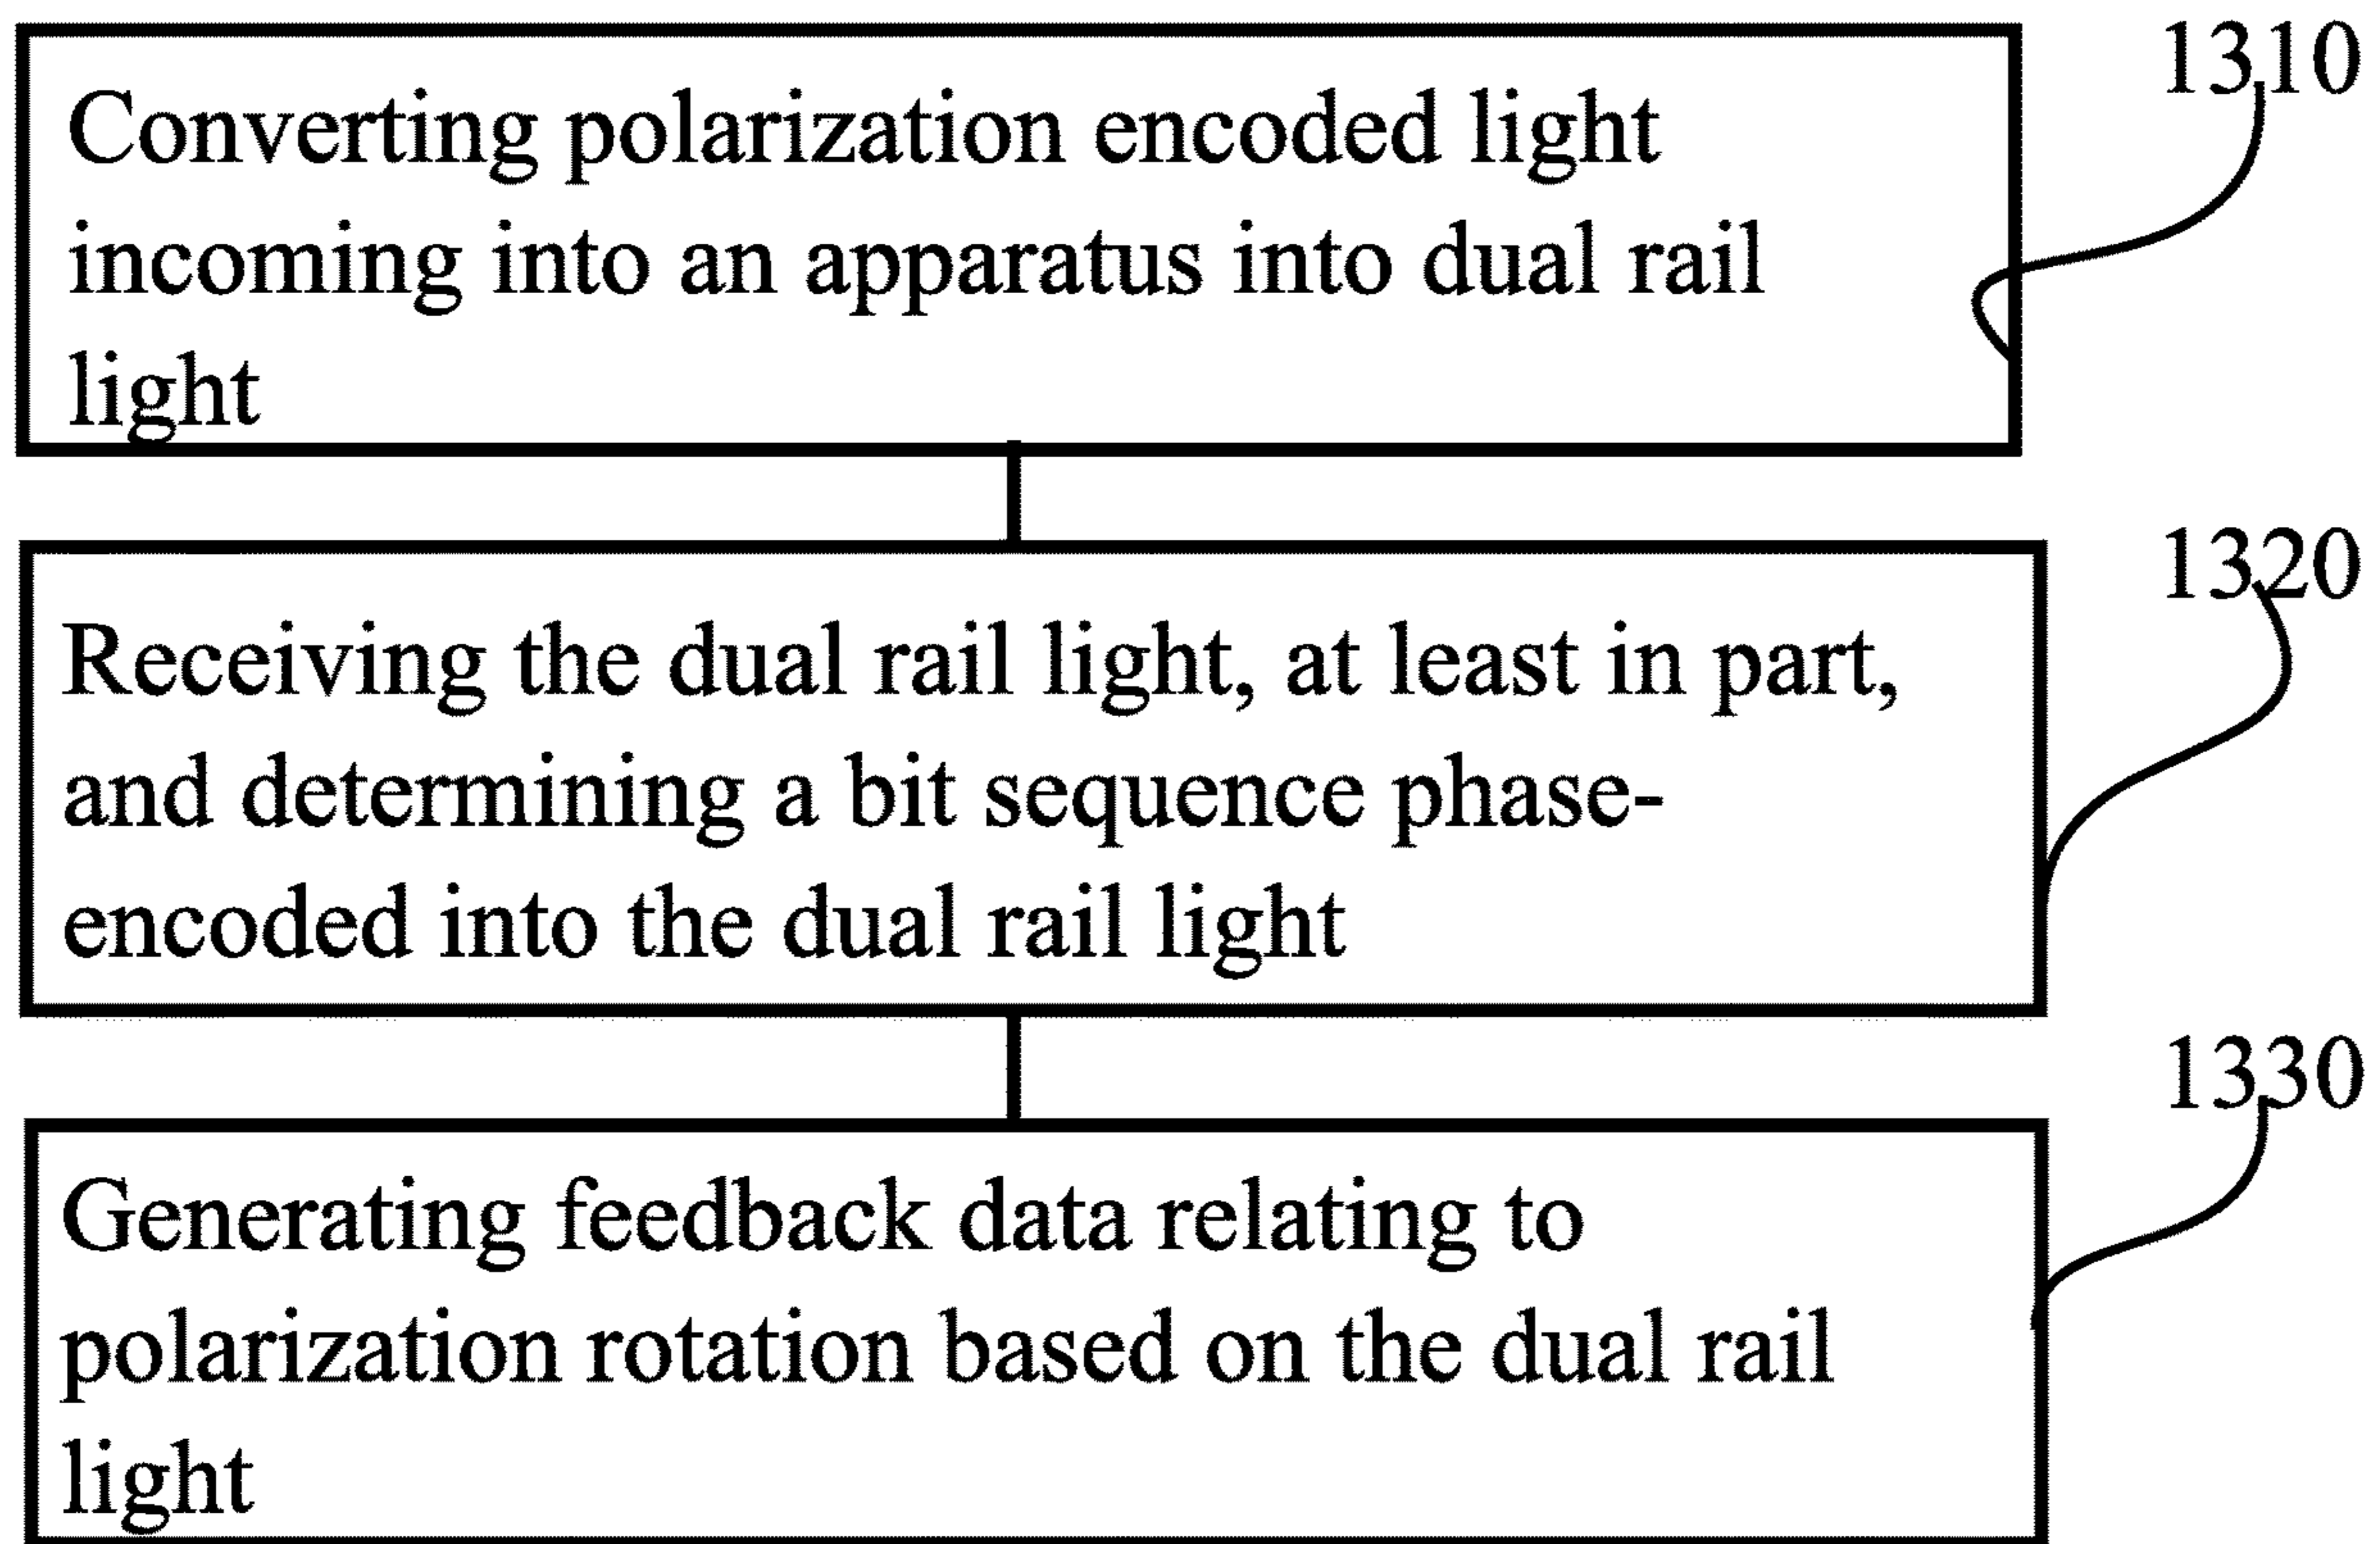 1310
Converting polarization encoded light
incoming into an apparatus into dual rail
light
1320
Receiving the dual rail light, at least in part,
and determining a bit sequence phase-
encoded into the dual rail light
1330
Generating feedback data relating to
polarization rotation based on the dual rail
light